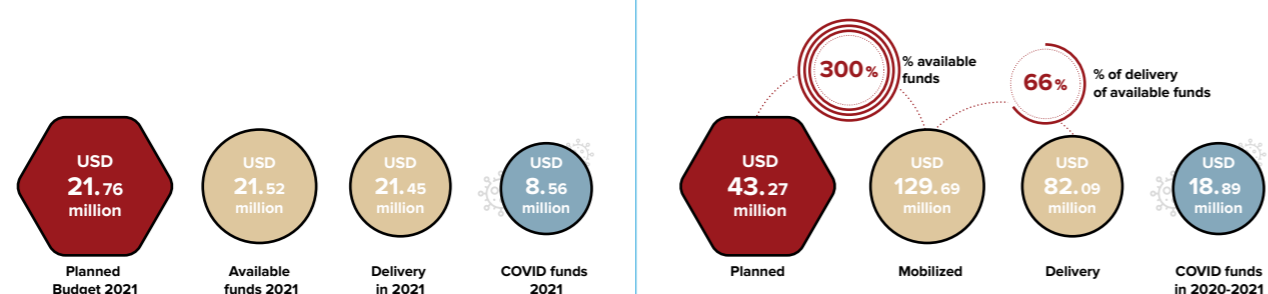 USD
21.76
million
Planned
Budget 2021
USD
21.52
million
Available
funds 2021
USD
21.45
million
Delivery
in 2021
USD
8.56
million
COVID funds
2021
300%
% available
funds
66%
% of delivery
of available funds
USD
43.27
million
Planned
USD
129.69
million
Mobilized
USD
82.09
million
Delivery
USD
18.89
million
COVID funds
in 2020-2021